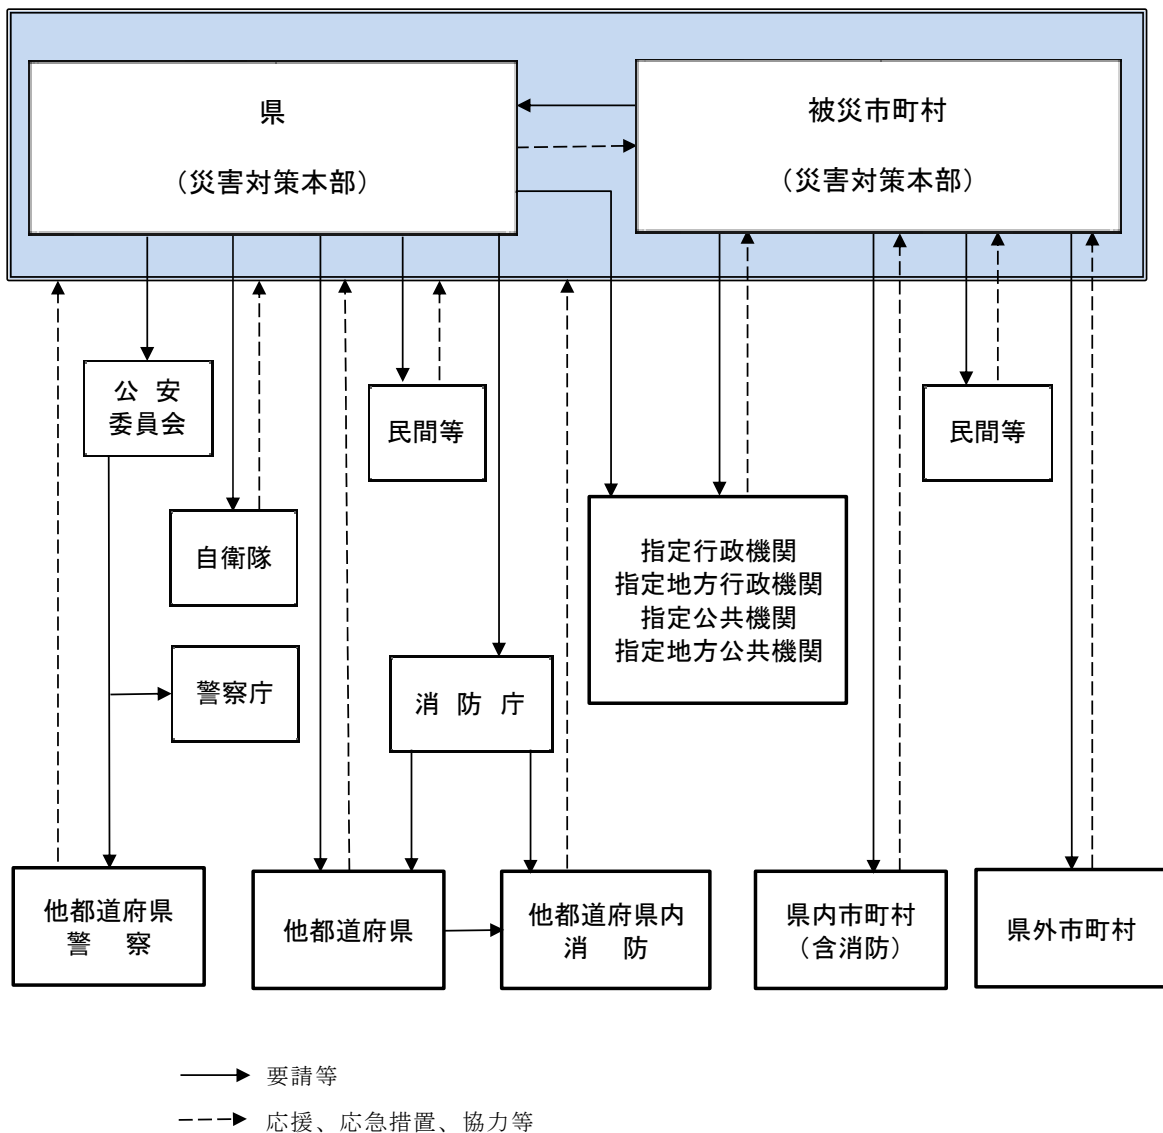 県
（災害対策本部）
被災市町村
（災害対策本部）
公　安
委員会
民間等
民間等
自衛隊
指定行政機関
指定地方行政機関
指定公共機関
指定地方公共機関
警察庁
消　防　庁
他都道府県
警　　察
他都道府県
他都道府県内
消　　防
県内市町村
（含消防）
県外市町村
要請等
応援、応急措置、協力等